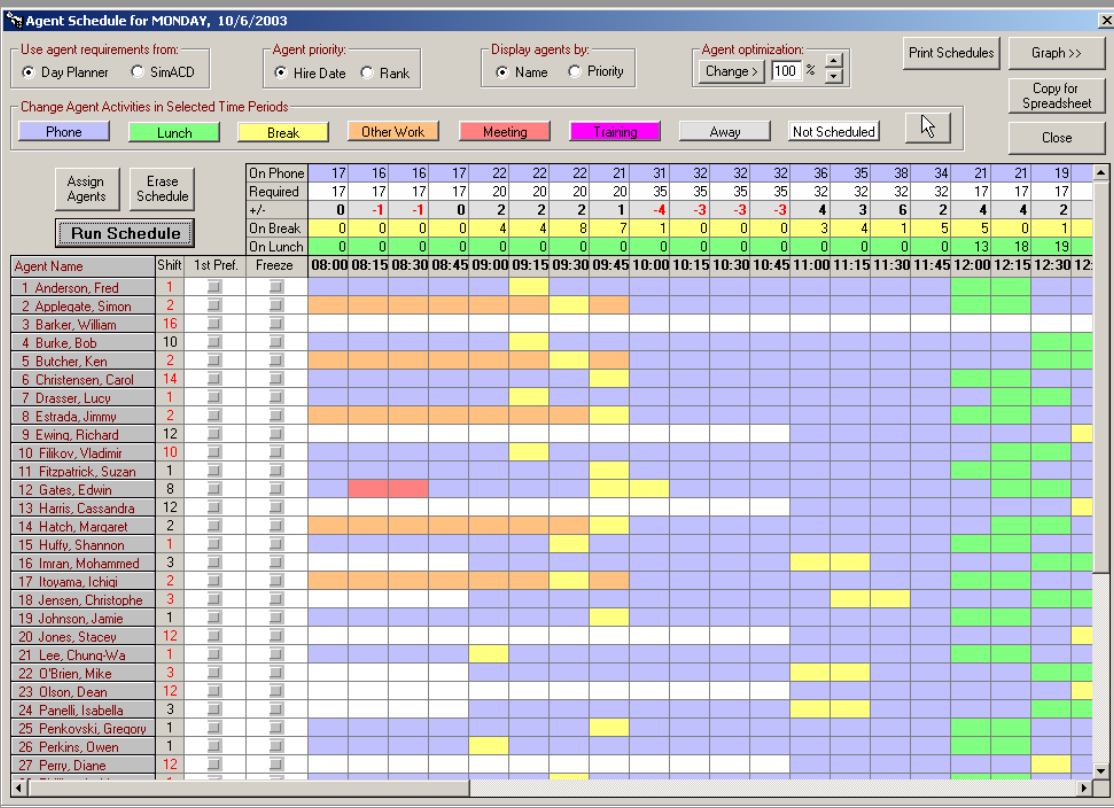 Agent Schedule for MONDAY, 10/6/2003
Use agent requirements from: Agent priority: Display agents by: Agent optimization:
Day Planner SimACD Hire Date Rank Name Priority Change > 100 % Print Schedules Graph >>
Copy for Spreadsheet
Change Agent Activities in Selected Time Periods
Phone Lunch Break Other Work Meeting Training Away Not Scheduled Close
Assign Agents Erase Schedule
Run Schedule
On Phone 17 16 16 17 22 22 22 21 31 32 32 32 36 35 38 34 21 21 19
Required 17 17 17 17 20 20 20 20 35 35 35 35 32 32 32 32 17 17 17
+/- 0 -1 -1 0 2 2 2 1 -4 -3 -3 -3 4 3 6 2 4 4 2
On Break 0 0 0 0 4 4 8 7 1 0 0 0 3 4 1 5 5 0 1
On Lunch 0 0 0 0 0 0 0 0 0 0 0 0 0 0 0 0 13 18 19
Agent Name Shift 1st Pref. Freeze 08:00 08:15 08:30 08:45 09:00 09:15 09:30 09:45 10:00 10:15 10:30 10:45 11:00 11:15 11:30 11:45 12:00 12:15 12:30 12:
1 Anderson, Fred 1
2 Applegate, Simon 2
3 Barker, William 16
4 Burke, Bob 10
5 Butcher, Ken 2
6 Christensen, Carol 14
7 Drasser, Lucy 1
8 Estrada, Jimmy 2
9 Ewing, Richard 12
10 Filikov, Vladimir 10
11 Fitzpatrick, Suzan 1
12 Gates, Edwin 8
13 Harris, Cassandra 12
14 Hatch, Margaret 2
15 Huffy, Shannon 1
16 Imran, Mohammed 3
17 Itoyama, Ichigi 2
18 Jensen, Christophe 3
19 Johnson, Jamie 1
20 Jones, Stacey 12
21 Lee, Chung-Wa 1
22 O'Brien, Mike 3
23 Olson, Dean 12
24 Panelli, Isabella 3
25 Penkovski, Gregory 1
26 Perkins, Owen 1
27 Perry, Diane 12